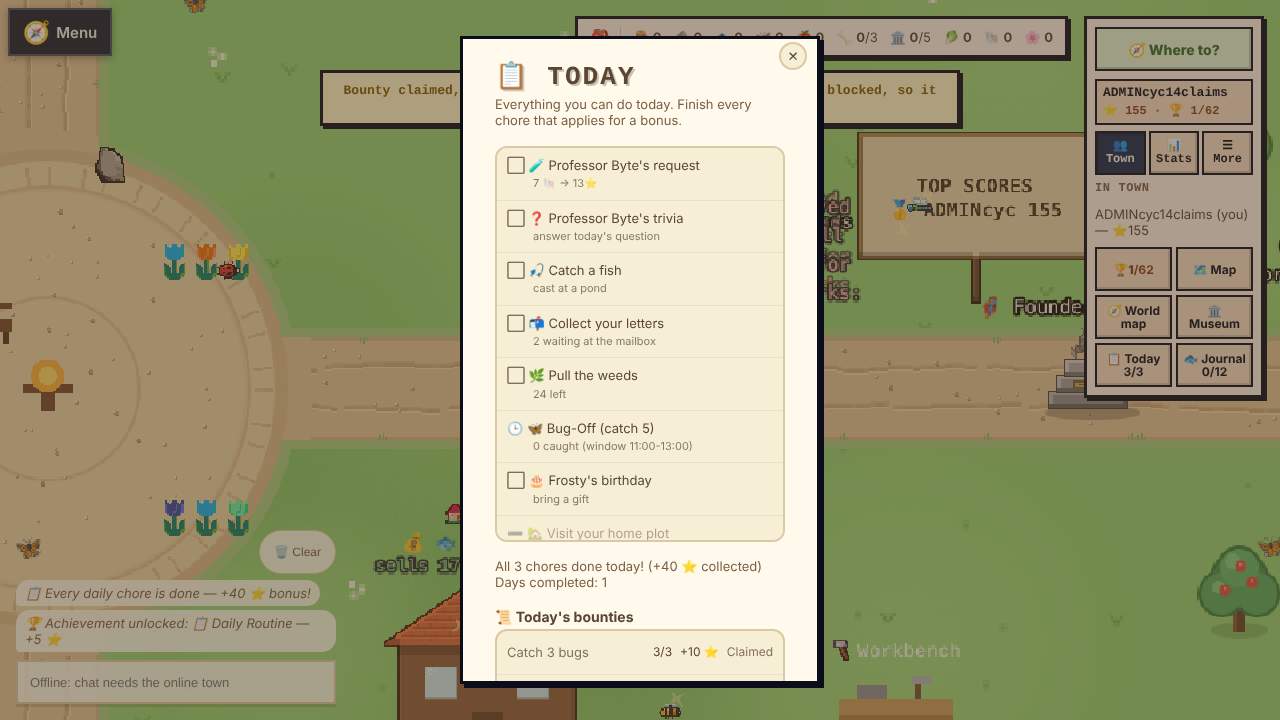 Menu
0/3 0/5 0 0 0
Where to?
ADMINcyc14claims
155 · 1/62
Town Stats More
IN TOWN
ADMINcyc14claims (you)
— 155
1/62 Map
World map Museum
Today 3/3 Journal 0/12
Bounty claimed,
blocked, so it
TODAY
Everything you can do today. Finish every
chore that applies for a bonus.
Professor Byte's request
7 → 13
Professor Byte's trivia
answer today's question
Catch a fish
cast at a pond
Collect your letters
2 waiting at the mailbox
Pull the weeds
24 left
Bug-Off (catch 5)
0 caught (window 11:00-13:00)
Frosty's birthday
bring a gift
Visit your home plot
All 3 chores done today! (+40 collected)
Days completed: 1
Today's bounties
Catch 3 bugs 3/3 +10 Claimed
TOP SCORES
ADMINcyc 155
Founde
ks:
sells 17
Workbench
Clear
Every daily chore is done — +40 bonus!
Achievement unlocked: Daily Routine —
+5
Offline: chat needs the online town